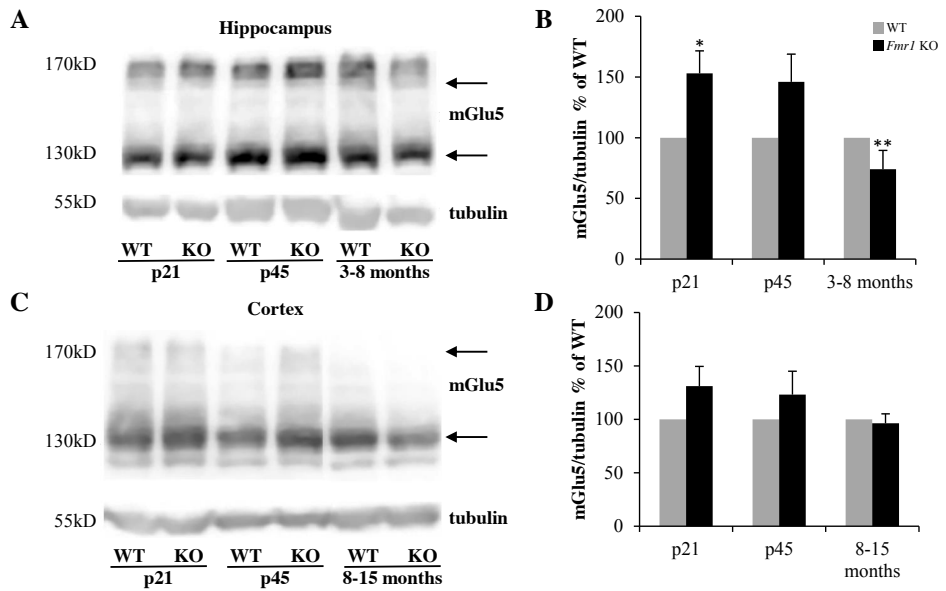 A
Hippocampus
170kD
mGlu5
130kD
55kD
tubulin
WT KO WT KO WT KO
p21 p45 3-8 months
B
mGlu5/tubulin % of WT
WT
Fmr1 KO
200
150
100
50
0
*
**
p21 p45 3-8 months
C
Cortex
170kD
mGlu5
130kD
55kD
tubulin
WT KO WT KO WT KO
p21 p45 8-15 months
D
mGlu5/tubulin % of WT
200
150
100
50
0
p21 p45 8-15
months